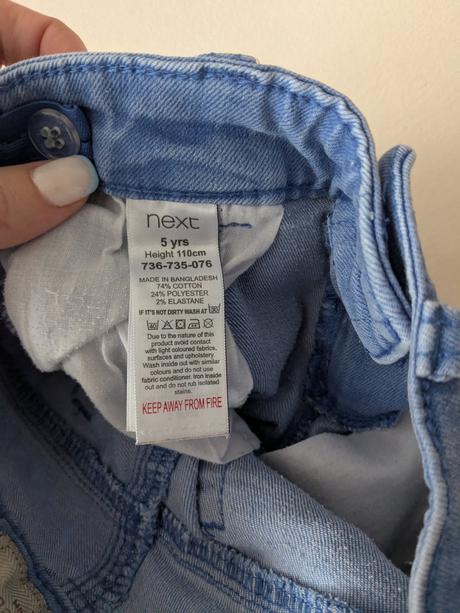 next
5 yrs
Height 110cm
736-735-076
MADE IN BANGLADESH
74% COTTON
24% POLYESTER
2% ELASTANE
IF IT'S NOT DIRTY WASH AT 30
40
Due to the nature of this
product avoid contact
with light coloured fabrics,
surfaces and upholstery.
Wash inside out with similar
colours and do not use
fabric conditioner. Iron inside
out and do not rub isolated
stains.
KEEP AWAY FROM FIRE